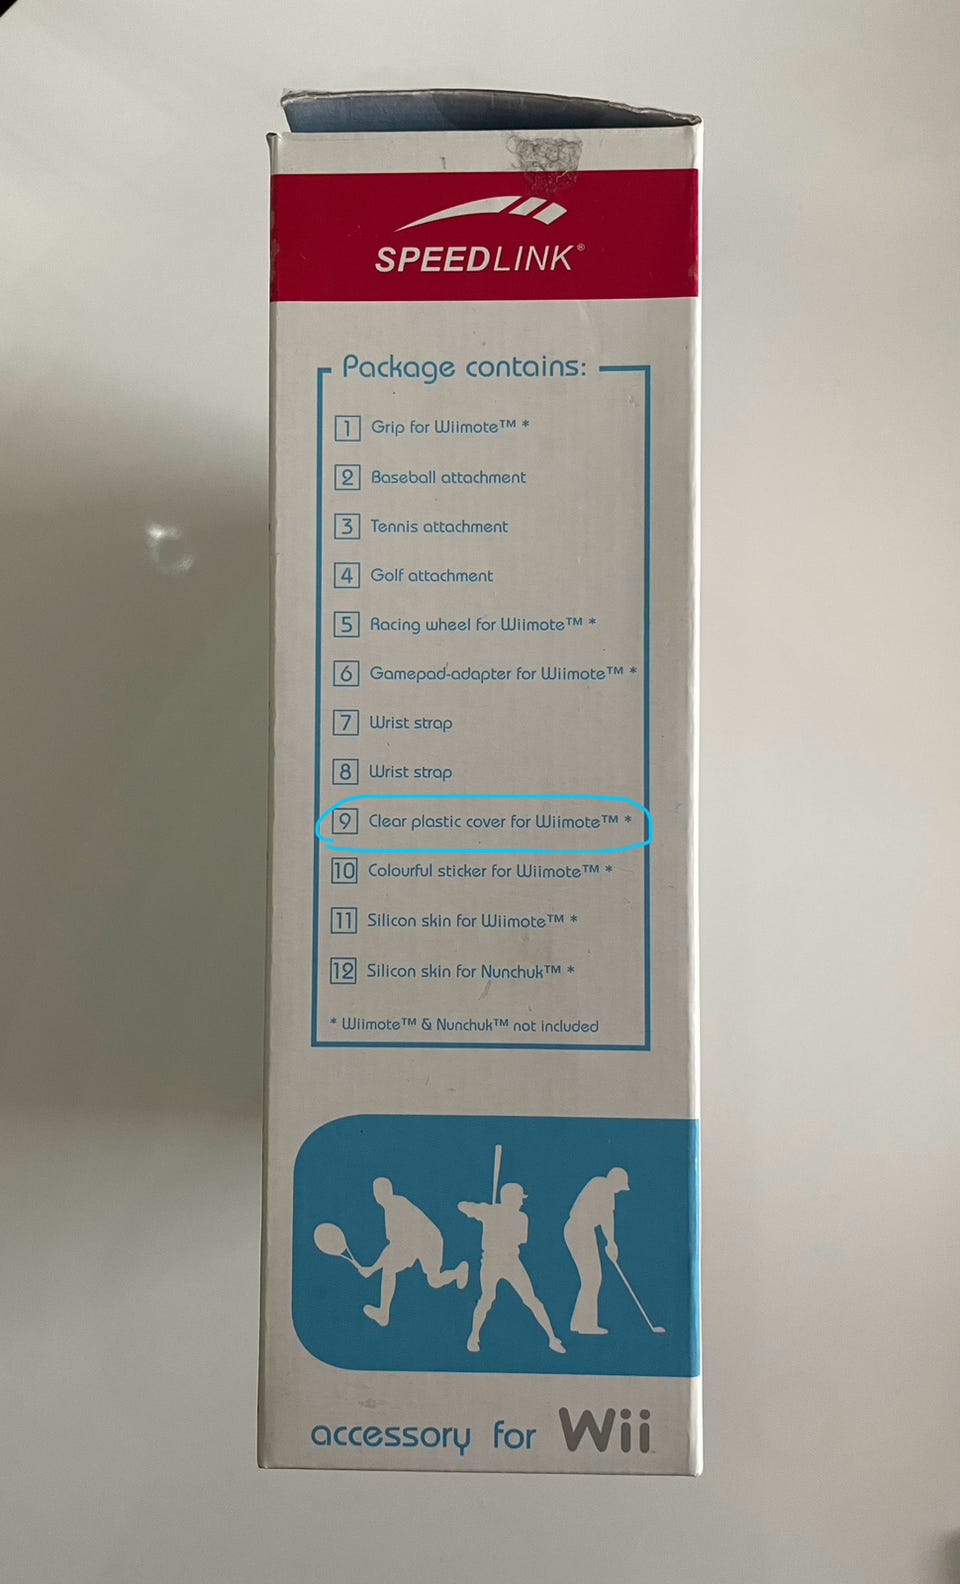 SPEEDLINK®
Package contains:
1 Grip for Wiimote™ *
2 Baseball attachment
3 Tennis attachment
4 Golf attachment
5 Racing wheel for Wiimote™ *
6 Gamepad-adapter for Wiimote™ *
7 Wrist strap
8 Wrist strap
9 Clear plastic cover for Wiimote™ *
10 Colourful sticker for Wiimote™ *
11 Silicon skin for Wiimote™ *
12 Silicon skin for Nunchuk™ *
* Wiimote™ & Nunchuk™ not included
accessory for Wii